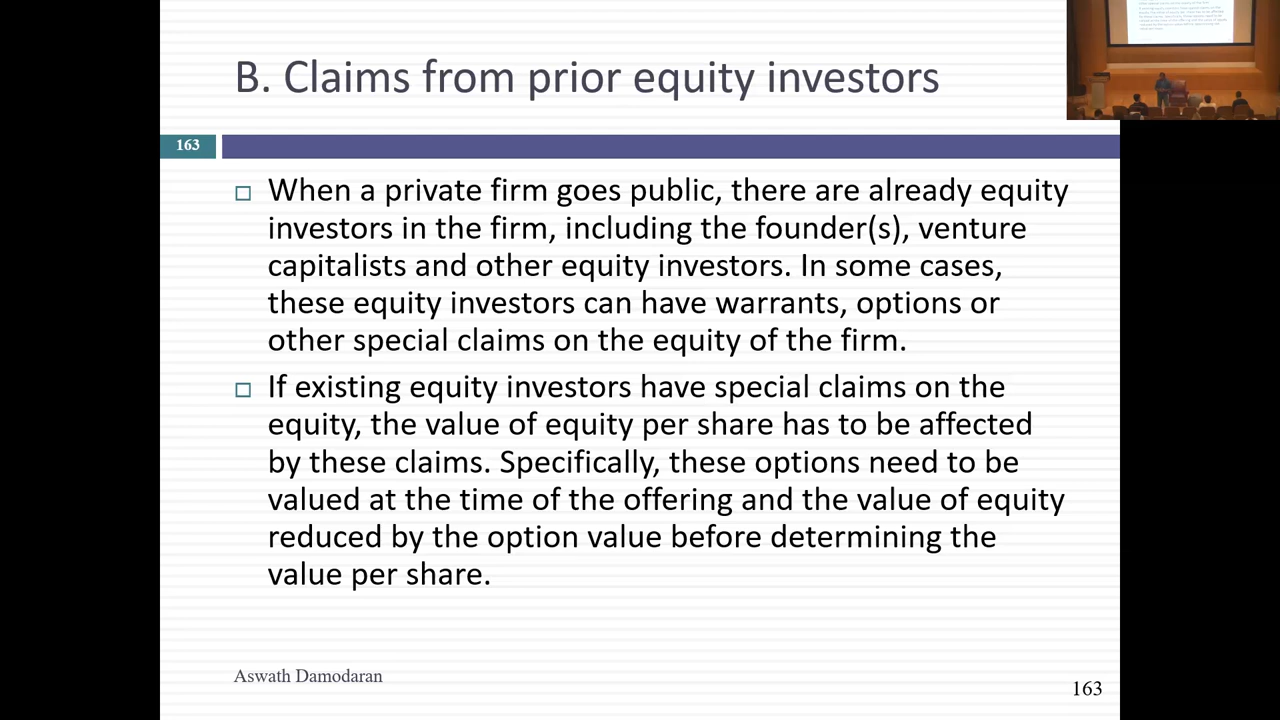 B. Claims from prior equity investors
163
When a private firm goes public, there are already equity
investors in the firm, including the founder(s), venture
capitalists and other equity investors. In some cases,
these equity investors can have warrants, options or
other special claims on the equity of the firm.
If existing equity investors have special claims on the
equity, the value of equity per share has to be affected
by these claims. Specifically, these options need to be
valued at the time of the offering and the value of equity
reduced by the option value before determining the
value per share.
Aswath Damodaran
163